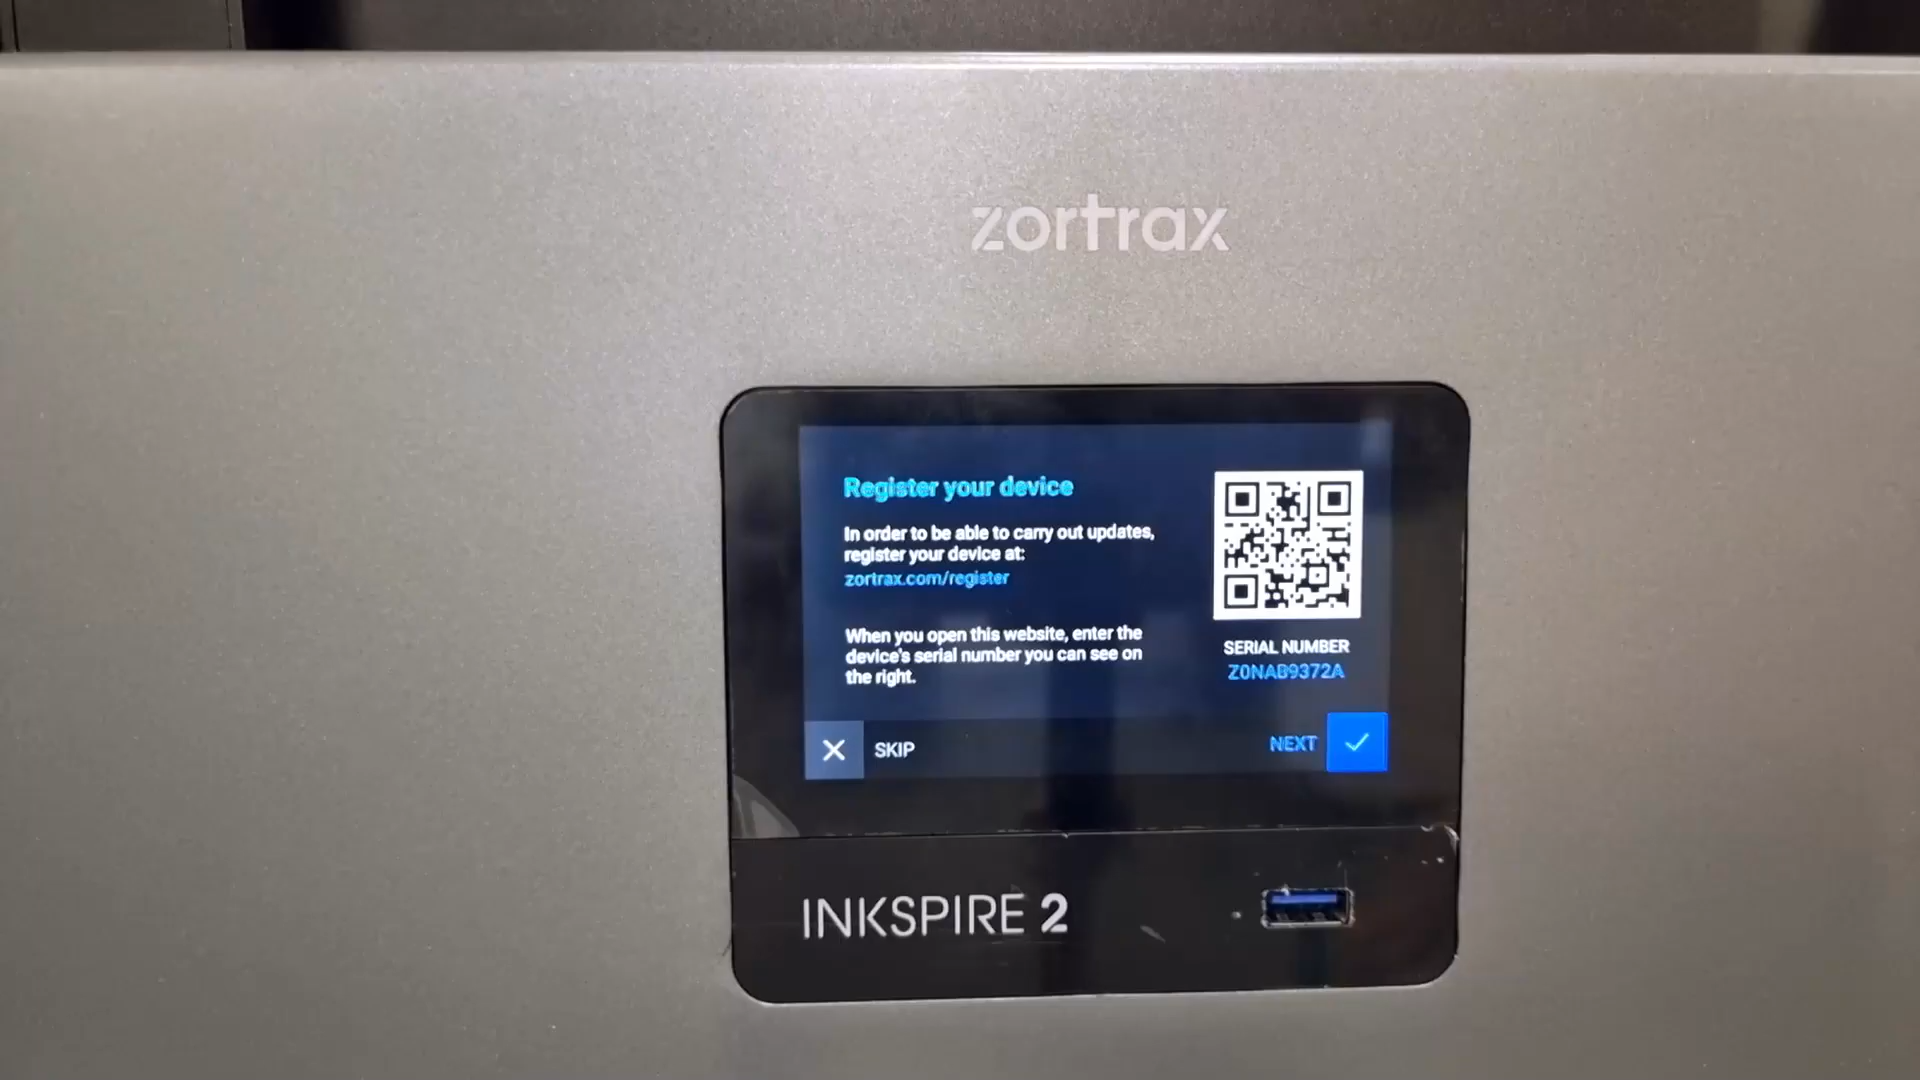 zortrax
Register your device
In order to be able to carry out updates,
register your device at:
zortrax.com/register
When you open this website, enter the
device's serial number you can see on
the right.
SERIAL NUMBER
Z0NAB9372A
SKIP
NEXT
INKSPIRE 2